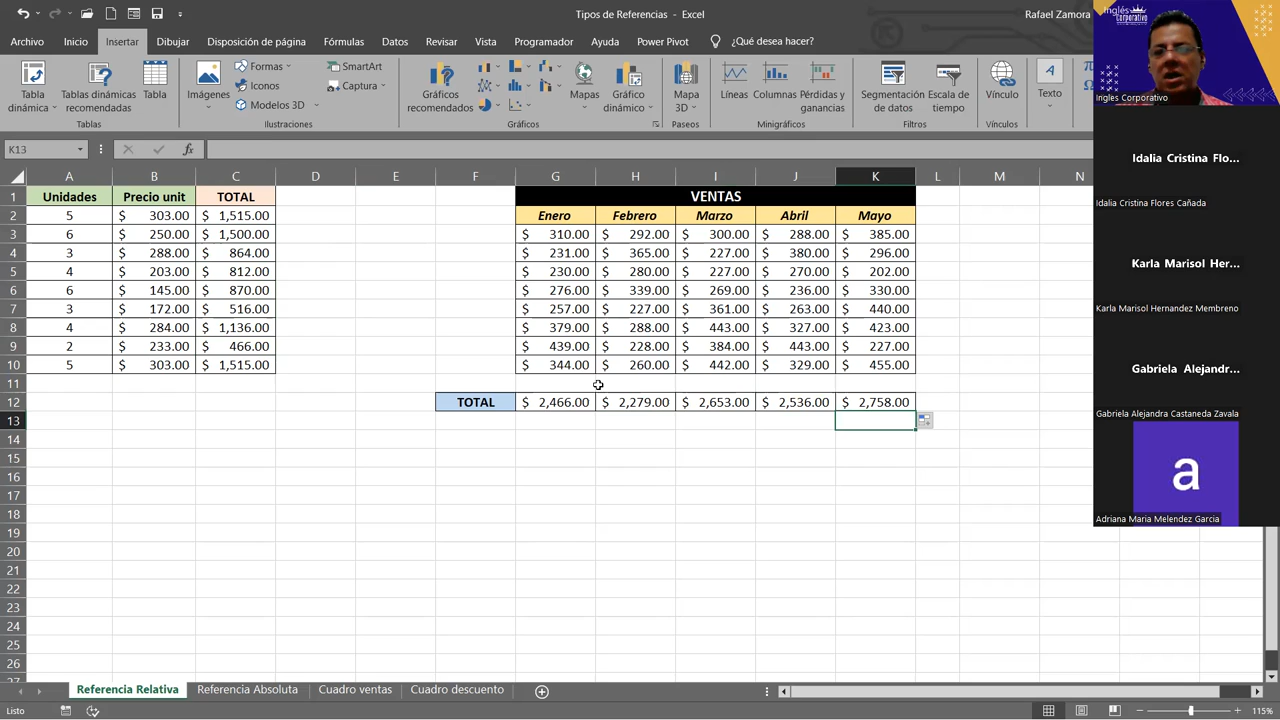 Tipos de Referencias - Excel
Rafael Zamora
Archivo Inicio Insertar Dibujar Disposición de página Fórmulas Datos Revisar Vista Programador Ayuda Power Pivot ¿Qué desea hacer?
Tabla dinámica
Tablas dinámicas recomendadas
Tabla
Tablas
Imágenes
Formas
Iconos
Modelos 3D
SmartArt
Captura
Ilustraciones
Gráficos recomendados
Mapas
Gráfico dinámico
Gráficos
Mapa 3D
Paseos
Líneas
Columnas
Pérdidas y ganancias
Minigráficos
Segmentación de datos
Escala de tiempo
Filtros
Vínculo
Vínculos
Texto
K13 fx
A B C D E F G H I J K L M N
1 Unidades Precio unit TOTAL VENTAS
2 5 $ 303.00 $ 1,515.00 Enero Febrero Marzo Abril Mayo
3 6 $ 250.00 $ 1,500.00 $ 310.00 $ 292.00 $ 300.00 $ 288.00 $ 385.00
4 3 $ 288.00 $ 864.00 $ 231.00 $ 365.00 $ 227.00 $ 380.00 $ 296.00
5 4 $ 203.00 $ 812.00 $ 230.00 $ 280.00 $ 227.00 $ 270.00 $ 202.00
6 6 $ 145.00 $ 870.00 $ 276.00 $ 339.00 $ 269.00 $ 236.00 $ 330.00
7 3 $ 172.00 $ 516.00 $ 257.00 $ 227.00 $ 361.00 $ 263.00 $ 440.00
8 4 $ 284.00 $ 1,136.00 $ 379.00 $ 288.00 $ 443.00 $ 327.00 $ 423.00
9 2 $ 233.00 $ 466.00 $ 439.00 $ 228.00 $ 384.00 $ 443.00 $ 227.00
10 5 $ 303.00 $ 1,515.00 $ 344.00 $ 260.00 $ 442.00 $ 329.00 $ 455.00
11
12 TOTAL $ 2,466.00 $ 2,279.00 $ 2,653.00 $ 2,536.00 $ 2,758.00
13
14
15
16
17
18
19
20
21
22
23
24
25
26
Referencia Relativa Referencia Absoluta Cuadro ventas Cuadro descuento
Listo
115%
Inglés Corporativo
Ingles Corporativo
Idalia Cristina Flo...
Idalia Cristina Flores Cañada
Karla Marisol Her...
Karla Marisol Hernandez Membreno
Gabriela Alejandr...
Gabriela Alejandra Castaneda Zavala
a
Adriana Maria Melendez Garcia